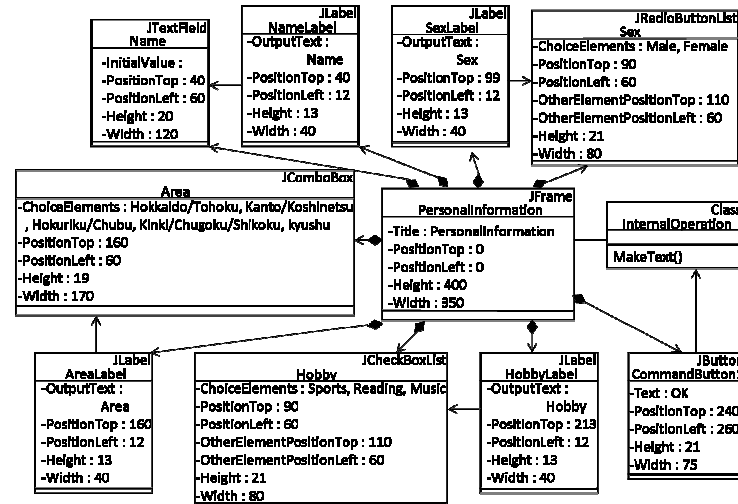 JTextField
Name
-InitialValue :
-PositionTop : 40
-PositionLeft : 60
-Height : 20
-Width : 120
JLabel
NameLabel
-OutputText :
Name
-PositionTop : 40
-PositionLeft : 12
-Height : 13
-Width : 40
JLabel
SexLabel
-OutputText :
Sex
-PositionTop : 99
-PositionLeft : 12
-Height : 13
-Width : 40
JRadioButtonList
Sex
-ChoiceElements : Male, Female
-PositionTop : 90
-PositionLeft : 60
-OtherElementPositionTop : 110
-OtherElementPositionLeft : 60
-Height : 21
-Width : 80
JComboBox
Area
-ChoiceElements : Hokkaido/Tohoku, Kanto/Koshinetsu
, Hokuriku/Chubu, Kinki/Chugoku/Shikoku, kyushu
-PositionTop : 160
-PositionLeft : 60
-Height : 19
-Width : 170
JFrame
PersonalInformation
-Title : PersonalInformation
-PositionTop : 0
-PositionLeft : 0
-Height : 400
-Width : 350
Class
InternalOperation
MakeText()
JLabel
AreaLabel
-OutputText :
Area
-PositionTop : 160
-PositionLeft : 12
-Height : 13
-Width : 40
JCheckBoxList
Hobby
-ChoiceElements : Sports, Reading, Music
-PositionTop : 90
-PositionLeft : 60
-OtherElementPositionTop : 110
-OtherElementPositionLeft : 60
-Height : 21
-Width : 80
JLabel
HobbyLabel
-OutputText :
Hobby
-PositionTop : 213
-PositionLeft : 12
-Height : 13
-Width : 40
JButton
CommandButton1
-Text : OK
-PositionTop : 240
-PositionLeft : 260
-Height : 21
-Width : 75